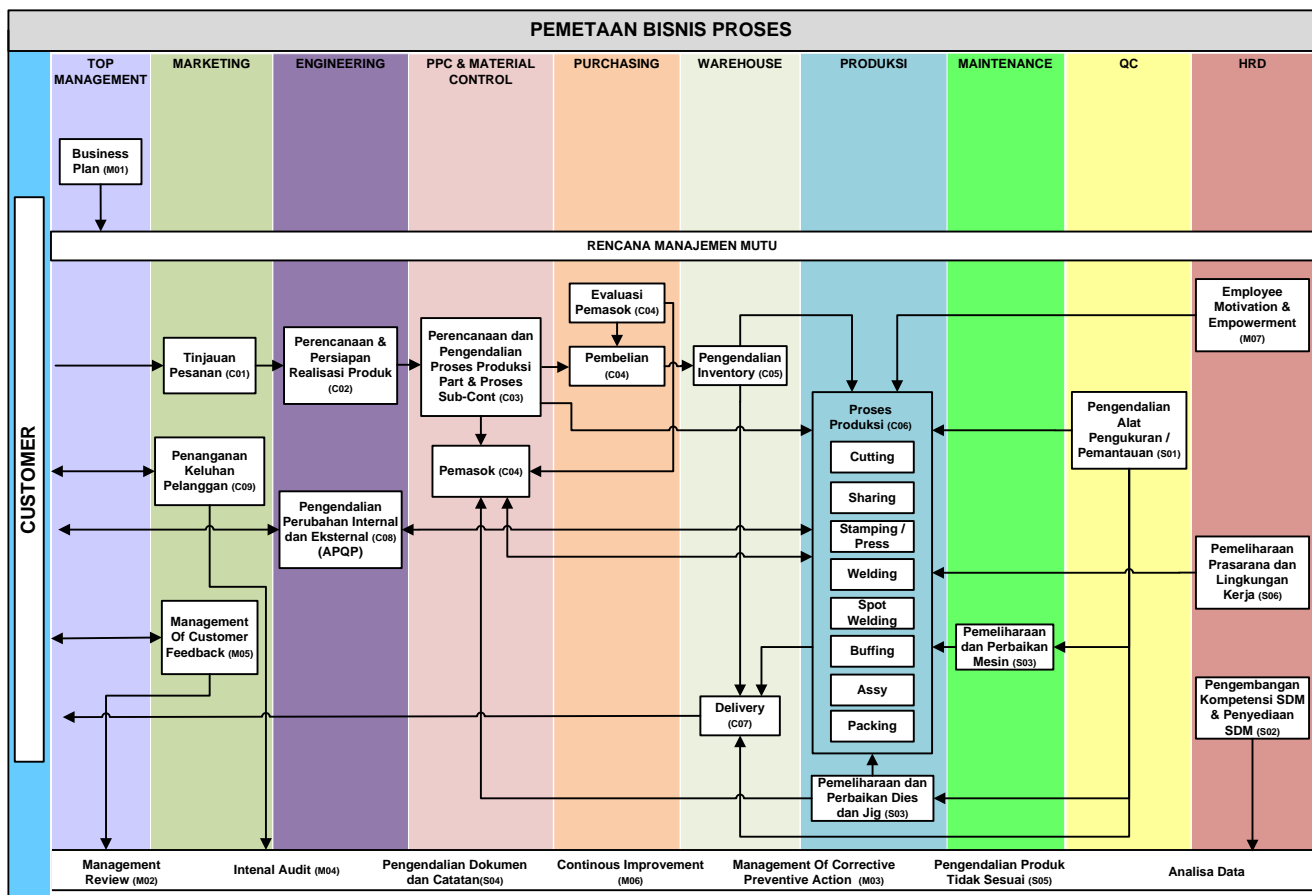 PEMETAAN BISNIS PROSES
TOP
MANAGEMENT
MARKETING
ENGINEERING
PPC & MATERIAL
CONTROL
PURCHASING
WAREHOUSE
PRODUKSI
MAINTENANCE
QC
HRD
CUSTOMER
Business
Plan (M01)
RENCANA MANAJEMEN MUTU
Tinjauan
Pesanan (C01)
Perencanaan &
Persiapan
Realisasi Produk
(C02)
Perencanaan dan
Pengendalian
Proses Produksi
Part & Proses
Sub-Cont (C03)
Evaluasi
Pemasok (C04)
Pembelian
(C04)
Pengendalian
Inventory (C05)
Employee
Motivation &
Empowerment
(M07)
Penanganan
Keluhan
Pelanggan (C09)
Pemasok (C04)
Pengendalian
Perubahan Internal
dan Eksternal (C08)
(APQP)
Management
Of Customer
Feedback (M05)
Delivery
(C07)
Proses
Produksi (C06)
Cutting
Sharing
Stamping /
Press
Welding
Spot
Welding
Buffing
Assy
Packing
Pemeliharaan dan
Perbaikan Dies
dan Jig (S03)
Pemeliharaan
dan Perbaikan
Mesin (S03)
Pengendalian
Alat
Pengukuran /
Pemantauan (S01)
Pemeliharaan
Prasarana dan
Lingkungan
Kerja (S06)
Pengembangan
Kompetensi SDM
& Penyediaan
SDM (S02)
Management
Review (M02)
Intenal Audit (M04)
Pengendalian Dokumen
dan Catatan(S04)
Continous Improvement
(M06)
Management Of Corrective
Preventive Action (M03)
Pengendalian Produk
Tidak Sesuai (S05)
Analisa Data